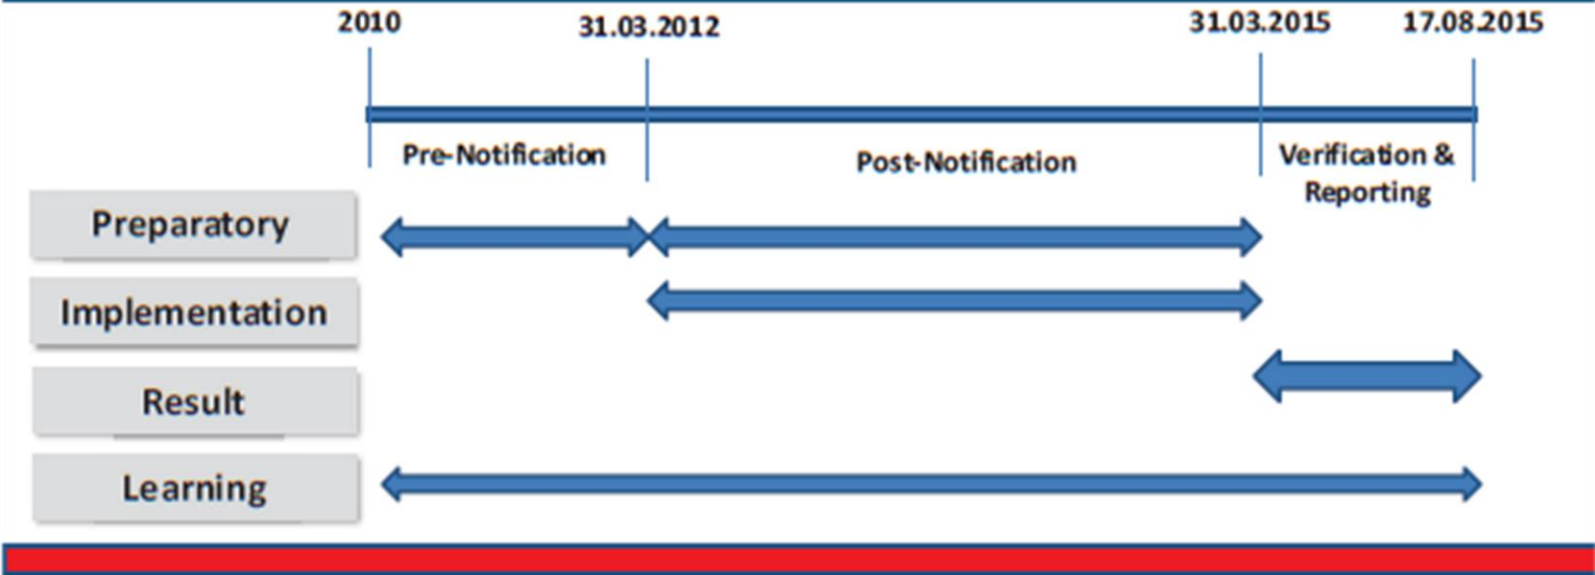 2010
31.03.2012
31.03.2015
17.08.2015
Pre-Notification
Post-Notification
Verification &
Reporting
Preparatory
Implementation
Result
Learning